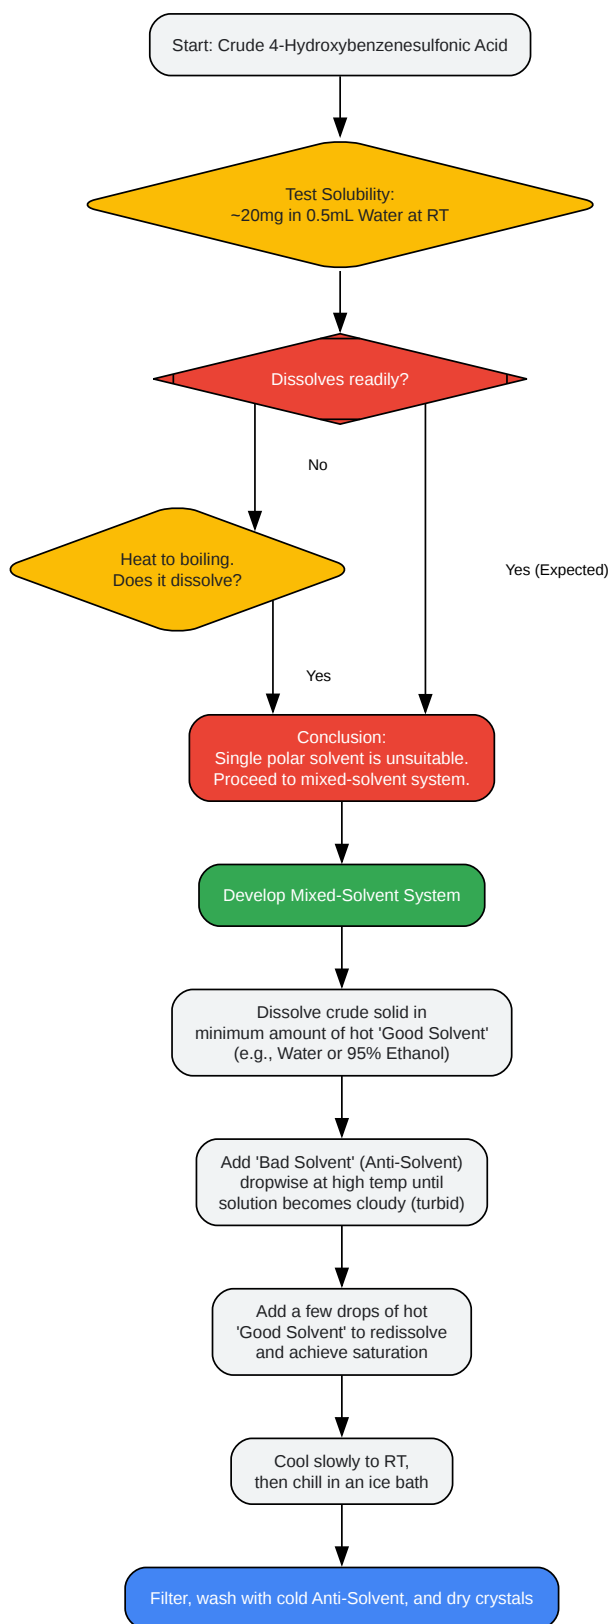 Start: Crude 4-Hydroxybenzenesulfonic Acid
Test Solubility:
~20mg in 0.5mL Water at RT
Dissolves readily?
No
Heat to boiling.
Does it dissolve?
Yes (Expected)
Yes
Conclusion:
Single polar solvent is unsuitable.
Proceed to mixed-solvent system.
Develop Mixed-Solvent System
Dissolve crude solid in
minimum amount of hot 'Good Solvent'
(e.g., Water or 95% Ethanol)
Add 'Bad Solvent' (Anti-Solvent)
dropwise at high temp until
solution becomes cloudy (turbid)
Add a few drops of hot
'Good Solvent' to redissolve
and achieve saturation
Cool slowly to RT,
then chill in an ice bath
Filter, wash with cold Anti-Solvent, and dry crystals